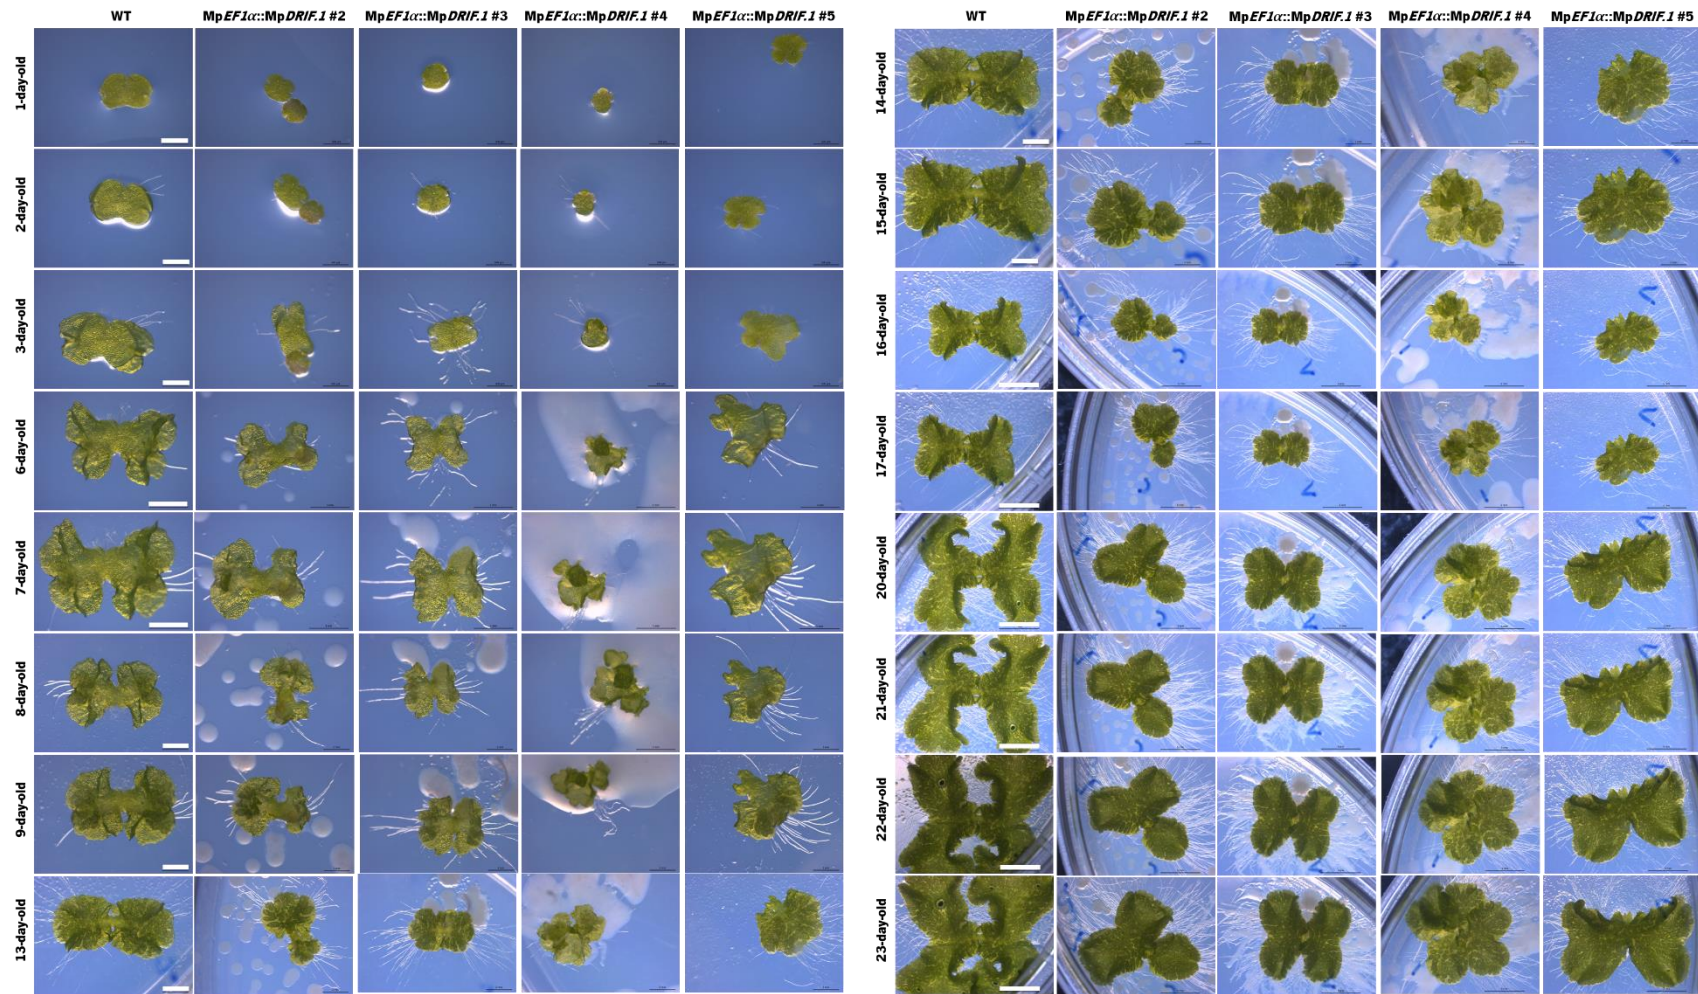 WT MpEF1α::MpDRIF.1 #2 MpEF1α::MpDRIF.1 #3 MpEF1α::MpDRIF.1 #4 MpEF1α::MpDRIF.1 #5
1-day-old
2-day-old
3-day-old
6-day-old
7-day-old
8-day-old
9-day-old
13-day-old
WT MpEF1α::MpDRIF.1 #2 MpEF1α::MpDRIF.1 #3 MpEF1α::MpDRIF.1 #4 MpEF1α::MpDRIF.1 #5
14-day-old
15-day-old
16-day-old
17-day-old
20-day-old
21-day-old
22-day-old
23-day-old